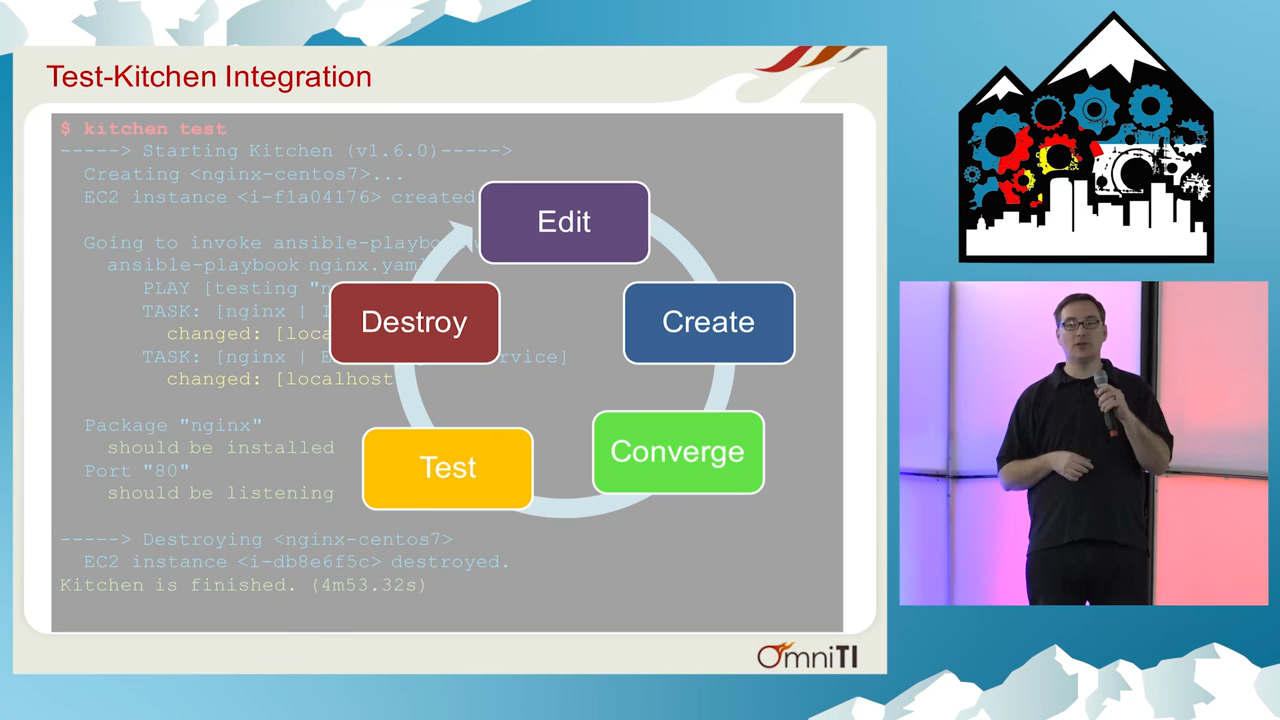 Test-Kitchen Integration
$ kitchen test
-----> Starting Kitchen (v1.6.0)----->
Creating <nginx-centos7>...
EC2 instance <i-f1a04176> created
Going to invoke ansible-playbo
ansible-playbook nginx.yaml
PLAY [testing "n
TASK: [nginx | I
changed: [loca
TASK: [nginx | E rvice]
changed: [localhost
Package "nginx"
should be installed
Port "80"
should be listening
-----> Destroying <nginx-centos7>
EC2 instance <i-db8e6f5c> destroyed.
Kitchen is finished. (4m53.32s)
Edit
Create
Converge
Test
Destroy
OmniTI